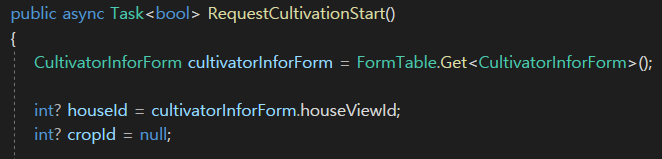 public async Task<bool> RequestCultivationStart()
{
CultivatorInforForm cultivatorInforForm = FormTable.Get<CultivatorInforForm>();
int? houseId = cultivatorInforForm.houseViewId;
int? cropId = null;